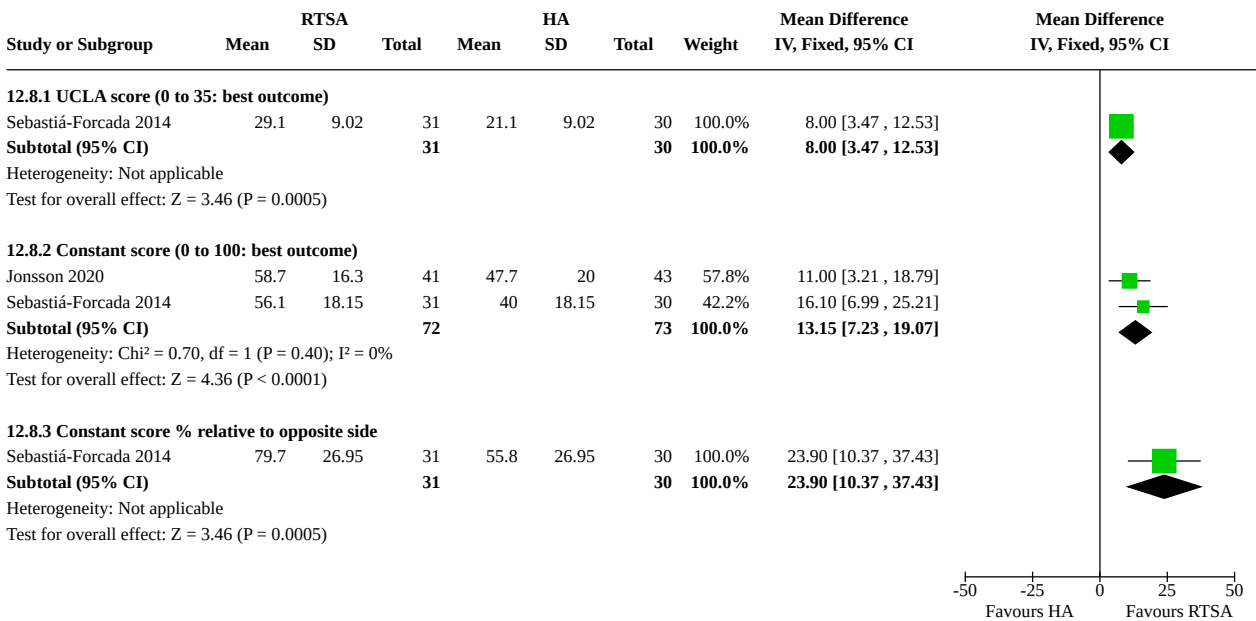 RTSA HA Mean Difference Mean Difference
Study or Subgroup Mean SD Total Mean SD Total Weight IV, Fixed, 95% CI IV, Fixed, 95% CI
12.8.1 UCLA score (0 to 35: best outcome)
Sebastiá-Forcada 2014 29.1 9.02 31 21.1 9.02 30 100.0% 8.00 [3.47 , 12.53]
Subtotal (95% CI) 31 30 100.0% 8.00 [3.47 , 12.53]
Heterogeneity: Not applicable
Test for overall effect: Z = 3.46 (P = 0.0005)
12.8.2 Constant score (0 to 100: best outcome)
Jonsson 2020 58.7 16.3 41 47.7 20 43 57.8% 11.00 [3.21 , 18.79]
Sebastiá-Forcada 2014 56.1 18.15 31 40 18.15 30 42.2% 16.10 [6.99 , 25.21]
Subtotal (95% CI) 72 73 100.0% 13.15 [7.23 , 19.07]
Heterogeneity: Chi² = 0.70, df = 1 (P = 0.40); I² = 0%
Test for overall effect: Z = 4.36 (P < 0.0001)
12.8.3 Constant score % relative to opposite side
Sebastiá-Forcada 2014 79.7 26.95 31 55.8 26.95 30 100.0% 23.90 [10.37 , 37.43]
Subtotal (95% CI) 31 30 100.0% 23.90 [10.37 , 37.43]
Heterogeneity: Not applicable
Test for overall effect: Z = 3.46 (P = 0.0005)
-50 -25 0 25 50
Favours HA Favours RTSA